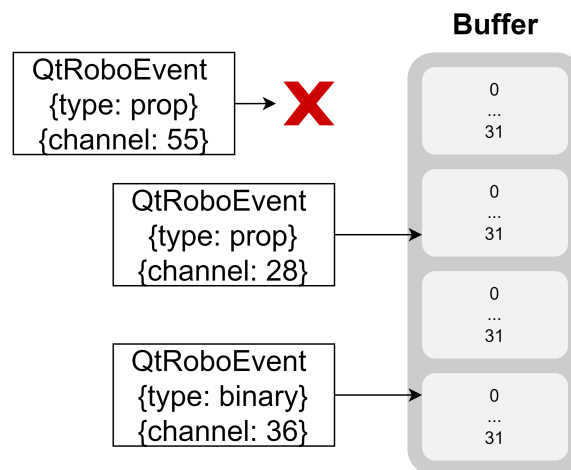 Buffer
QtRoboEvent
{type: prop}
{channel: 55}
0
...
31
QtRoboEvent
{type: prop}
{channel: 28}
0
...
31
0
...
31
QtRoboEvent
{type: binary}
{channel: 36}
0
...
31